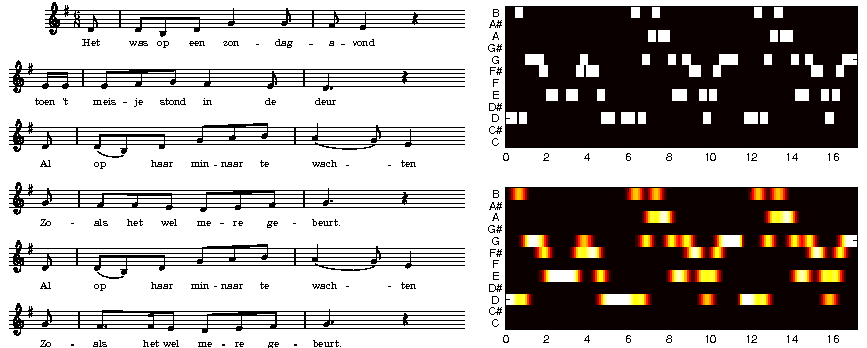 6
8
Het was op een zon - dag - a - vond
toen 't meis - je stond in de deur
Al op haar min - naar te wach - ten
Zo - als het wel me - re ge - beurt.
Al op haar min - naar te wach - ten
Zo - als het wel me - re ge - beurt.
B
A#
A
G#
G
F#
F
E
D#
D
C#
C
0 2 4 6 8 10 12 14 16
B
A#
A
G#
G
F#
F
E
D#
D
C#
C
0 2 4 6 8 10 12 14 16